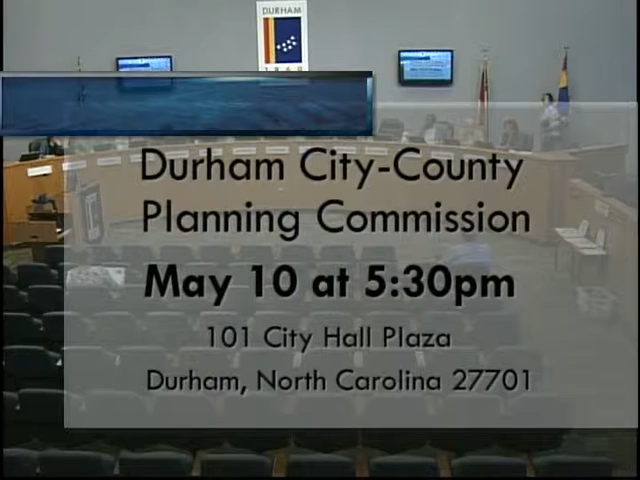 DURHAM
1869
Durham City-County
Planning Commission
May 10 at 5:30pm
101 City Hall Plaza
Durham, North Carolina 27701